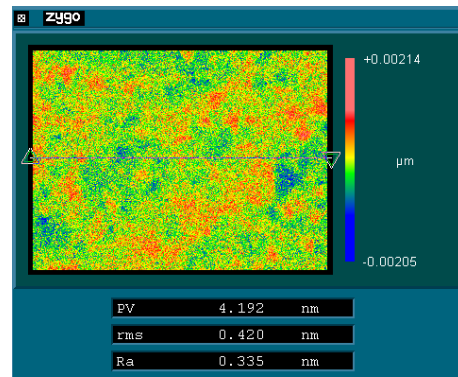 zygo
+0.00214
µm
-0.00205
PV 4.192 nm
rms 0.420 nm
Ra 0.335 nm